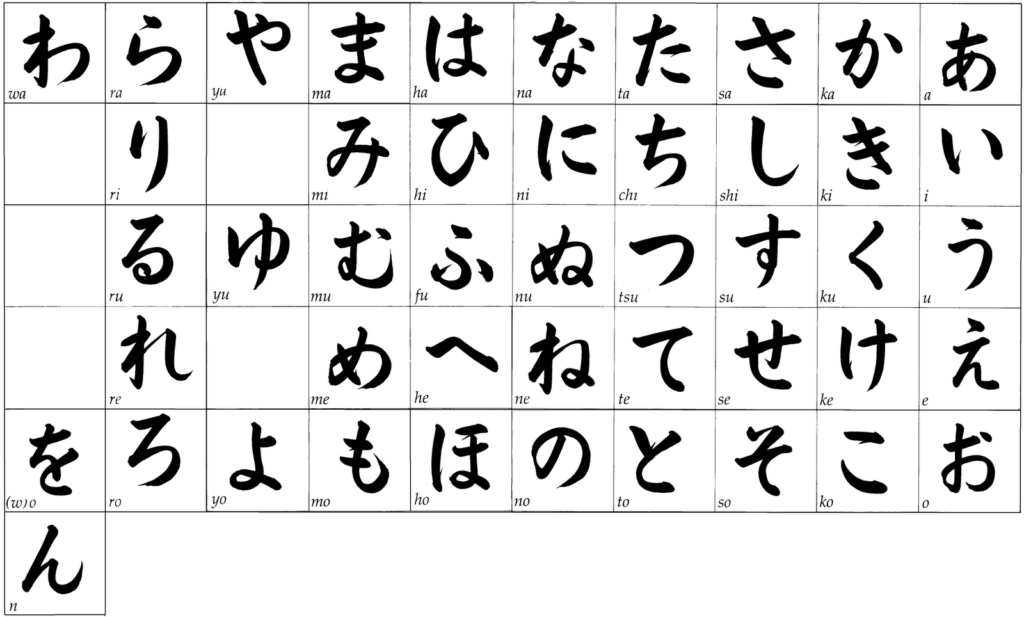 わ ら や ま は な た さ か あ
wa ra yu ma ha na ta sa ka a
り み ひ に ち し き い
ri mi hi ni chi shi ki i
る ゆ む ふ ぬ つ す く う
ru yu mu fu nu tsu su ku u
れ め へ ね て せ け え
re me he ne te se ke e
を ろ よ も ほ の と そ こ お
(w)o ro yo mo ho no to so ko o
ん
n